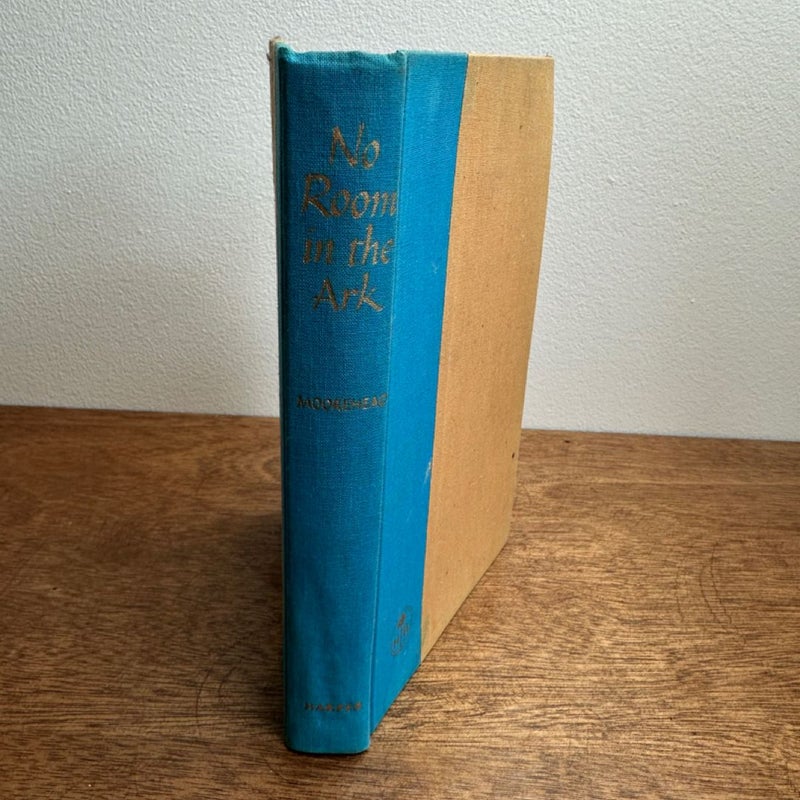 No
Room
in the
Ark
MOOREHEAD
HARPER